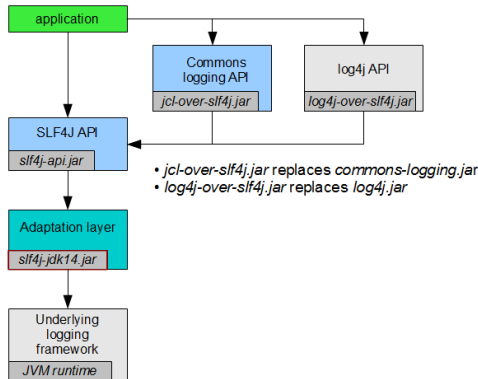 application
Commons
logging API
jcl-over-slf4j.jar
log4j API
log4j-over-slf4j.jar
SLF4J API
slf4j-api.jar
• jcl-over-slf4j.jar replaces commons-logging.jar
• log4j-over-slf4j.jar replaces log4j.jar
Adaptation layer
slf4j-jdk14.jar
Underlying
logging
framework
JVM runtime